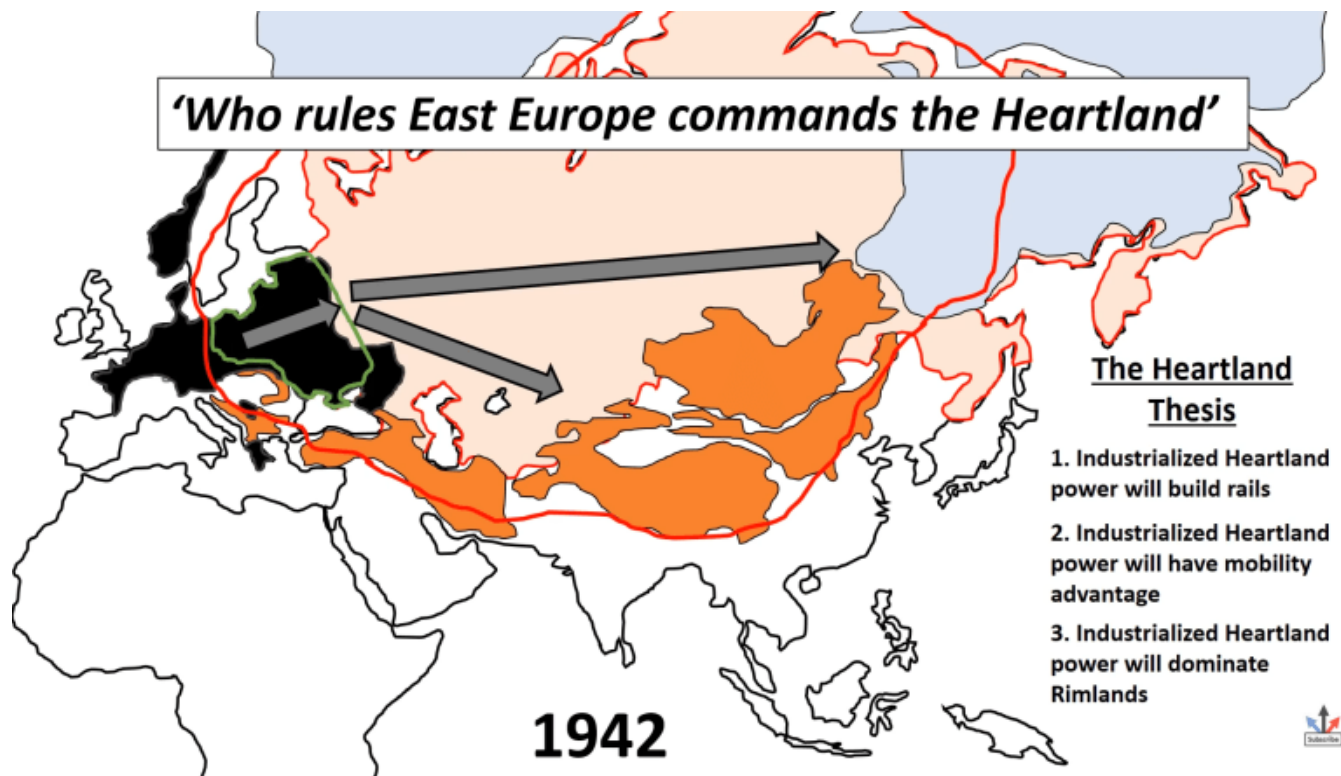 ‘Who rules East Europe commands the Heartland’
The Heartland
Thesis
1. Industrialized Heartland
power will build rails
2. Industrialized Heartland
power will have mobility
advantage
3. Industrialized Heartland
power will dominate
Rimlands
1942
Subscribe